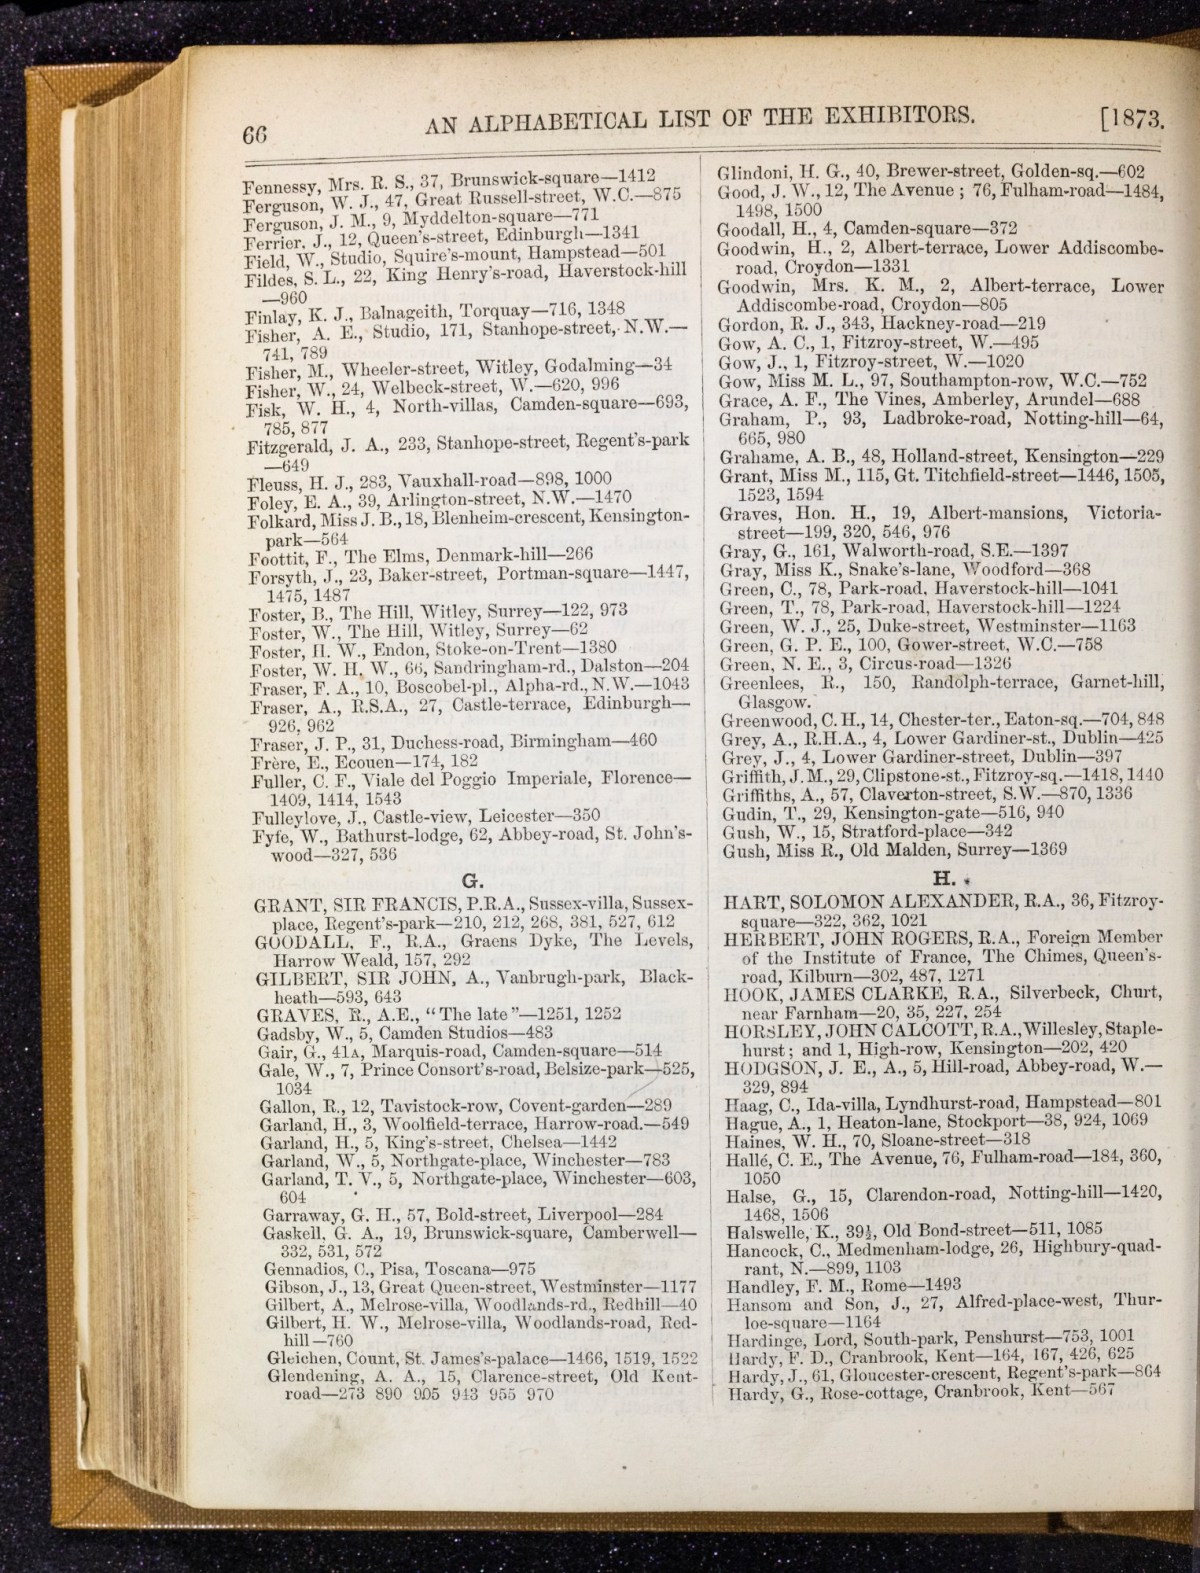 66
AN ALPHABETICAL LIST OF THE EXHIBITORS.
[1873.
Fennessy, Mrs. R. S., 37, Brunswick-square—1412
Ferguson, W. J., 47, Great Russell-street, W.C.—875
Ferguson, J. M., 9, Myddelton-square—771
Ferrier, J., 12, Queen's-street, Edinburgh—1341
Field, W., Studio, Squire's-mount, Hampstead—501
Fildes, S. L., 22, King Henry's-road, Haverstock-hill
—960
Finlay, K. J., Balnageith, Torquay—716, 1348
Fisher, A. E., Studio, 171, Stanhope-street, N.W.—
741, 789
Fisher, M., Wheeler-street, Witley, Godalming—34
Fisher, W., 24, Welbeck-street, W.—620, 996
Fisk, W. H., 4, North-villas, Camden-square—693,
785, 877
Fitzgerald, J. A., 233, Stanhope-street, Regent's-park
—649
Fleuss, H. J., 283, Vauxhall-road—898, 1000
Foley, E. A., 39, Arlington-street, N.W.—1470
Folkard, Miss J. B., 18, Blenheim-crescent, Kensington-
park—564
Foottit, F., The Elms, Denmark-hill—266
Forsyth, J., 23, Baker-street, Portman-square—1447,
1475, 1487
Foster, B., The Hill, Witley, Surrey—122, 973
Foster, W., The Hill, Witley, Surrey—62
Foster, H. W., Endon, Stoke-on-Trent—1380
Foster, W. H. W., 66, Sandringham-rd., Dalston—204
Fraser, F. A., 10, Boscobel-pl., Alpha-rd., N.W.—1043
Fraser, A., R.S.A., 27, Castle-terrace, Edinburgh—
926, 962
Fraser, J. P., 31, Duchess-road, Birmingham—460
Frère, E., Ecouen—174, 182
Fuller, C. F., Viale del Poggio Imperiale, Florence—
1409, 1414, 1543
Fulleylove, J., Castle-view, Leicester—350
Fyfe, W., Bathurst-lodge, 62, Abbey-road, St. John's-
wood—327, 536
G.
GRANT, SIR FRANCIS, P.R.A., Sussex-villa, Sussex-
place, Regent's-park—210, 212, 268, 381, 527, 612
GOODALL, F., R.A., Graens Dyke, The Levels,
Harrow Weald, 157, 292
GILBERT, SIR JOHN, A., Vanbrugh-park, Black-
heath—593, 643
GRAVES, R., A.E., "The late"—1251, 1252
Gadsby, W., 5, Camden Studios—483
Gair, G., 41A, Marquis-road, Camden-square—514
Gale, W., 7, Prince Consort's-road, Belsize-park—525,
1034
Gallon, R., 12, Tavistock-row, Covent-garden—289
Garland, H., 3, Woolfield-terrace, Harrow-road.—549
Garland, H., 5, King's-street, Chelsea—1442
Garland, W., 5, Northgate-place, Winchester—783
Garland, T. V., 5, Northgate-place, Winchester—603,
604
Garraway, G. H., 57, Bold-street, Liverpool—284
Gaskell, G. A., 19, Brunswick-square, Camberwell—
332, 531, 572
Gennadios, C., Pisa, Toscana—975
Gibson, J., 13, Great Queen-street, Westminster—1177
Gilbert, A., Melrose-villa, Woodlands-rd., Redhill—40
Gilbert, H. W., Melrose-villa, Woodlands-road, Red-
hill—760
Gleichen, Count, St. James's-palace—1466, 1519, 1522
Glendening, A. A., 15, Clarence-street, Old Kent-
road—273 890 905 943 955 970
Glindoni, H. G., 40, Brewer-street, Golden-sq.—602
Good, J. W., 12, The Avenue; 76, Fulham-road—1484,
1498, 1500
Goodall, H., 4, Camden-square—372
Goodwin, H., 2, Albert-terrace, Lower Addiscombe-
road, Croydon—1331
Goodwin, Mrs. K. M., 2, Albert-terrace, Lower
Addiscombe-road, Croydon—805
Gordon, R. J., 343, Hackney-road—219
Gow, A. C., 1, Fitzroy-street, W.—495
Gow, J., 1, Fitzroy-street, W.—1020
Gow, Miss M. L., 97, Southampton-row, W.C.—752
Grace, A. F., The Vines, Amberley, Arundel—688
Graham, P., 93, Ladbroke-road, Notting-hill—64,
665, 980
Grahame, A. B., 48, Holland-street, Kensington—229
Grant, Miss M., 115, Gt. Titchfield-street—1446, 1505,
1523, 1594
Graves, Hon. H., 19, Albert-mansions, Victoria-
street—199, 320, 546, 976
Gray, G., 161, Walworth-road, S.E.—1397
Gray, Miss K., Snake's-lane, Woodford—368
Green, C., 78, Park-road, Haverstock-hill—1041
Green, T., 78, Park-road, Haverstock-hill—1224
Green, W. J., 25, Duke-street, Westminster—1163
Green, G. P. E., 100, Gower-street, W.C.—758
Green, N. E., 3, Circus-road—1326
Greenlees, R., 150, Randolph-terrace, Garnet-hill,
Glasgow.
Greenwood, C. H., 14, Chester-ter., Eaton-sq.—704, 848
Grey, A., R.H.A., 4, Lower Gardiner-st., Dublin—425
Grey, J., 4, Lower Gardiner-street, Dublin—397
Griffith, J. M., 29, Clipstone-st., Fitzroy-sq.—1418, 1440
Griffiths, A., 57, Claverton-street, S.W.—870, 1336
Gudin, T., 29, Kensington-gate—516, 940
Gush, W., 15, Stratford-place—342
Gush, Miss R., Old Malden, Surrey—1369
H.
HART, SOLOMON ALEXANDER, R.A., 36, Fitzroy-
square—322, 362, 1021
HERBERT, JOHN ROGERS, R.A., Foreign Member
of the Institute of France, The Chimes, Queen's-
road, Kilburn—302, 487, 1271
HOOK, JAMES CLARKE, R.A., Silverbeck, Churt,
near Farnham—20, 35, 227, 254
HORSLEY, JOHN CALCOTT, R.A., Willesley, Staple-
hurst; and 1, High-row, Kensington—202, 420
HODGSON, J. E., A., 5, Hill-road, Abbey-road, W.—
329, 894
Haag, C., Ida-villa, Lyndhurst-road, Hampstead—801
Hague, A., 1, Heaton-lane, Stockport—38, 924, 1069
Haines, W. H., 70, Sloane-street—318
Hallé, C. E., The Avenue, 76, Fulham-road—184, 360,
1050
Halse, G., 15, Clarendon-road, Notting-hill—1420,
1468, 1506
Halswelle, K., 39½, Old Bond-street—511, 1085
Hancock, C., Medmenham-lodge, 26, Highbury-quad-
rant, N.—899, 1103
Handley, F. M., Rome—1493
Hansom and Son, J., 27, Alfred-place-west, Thur-
loe-square—1164
Hardinge, Lord, South-park, Penshurst—753, 1001
Hardy, F. D., Cranbrook, Kent—164, 167, 426, 625
Hardy, J., 61, Gloucester-crescent, Regent's-park—864
Hardy, G., Rose-cottage, Cranbrook, Kent—567